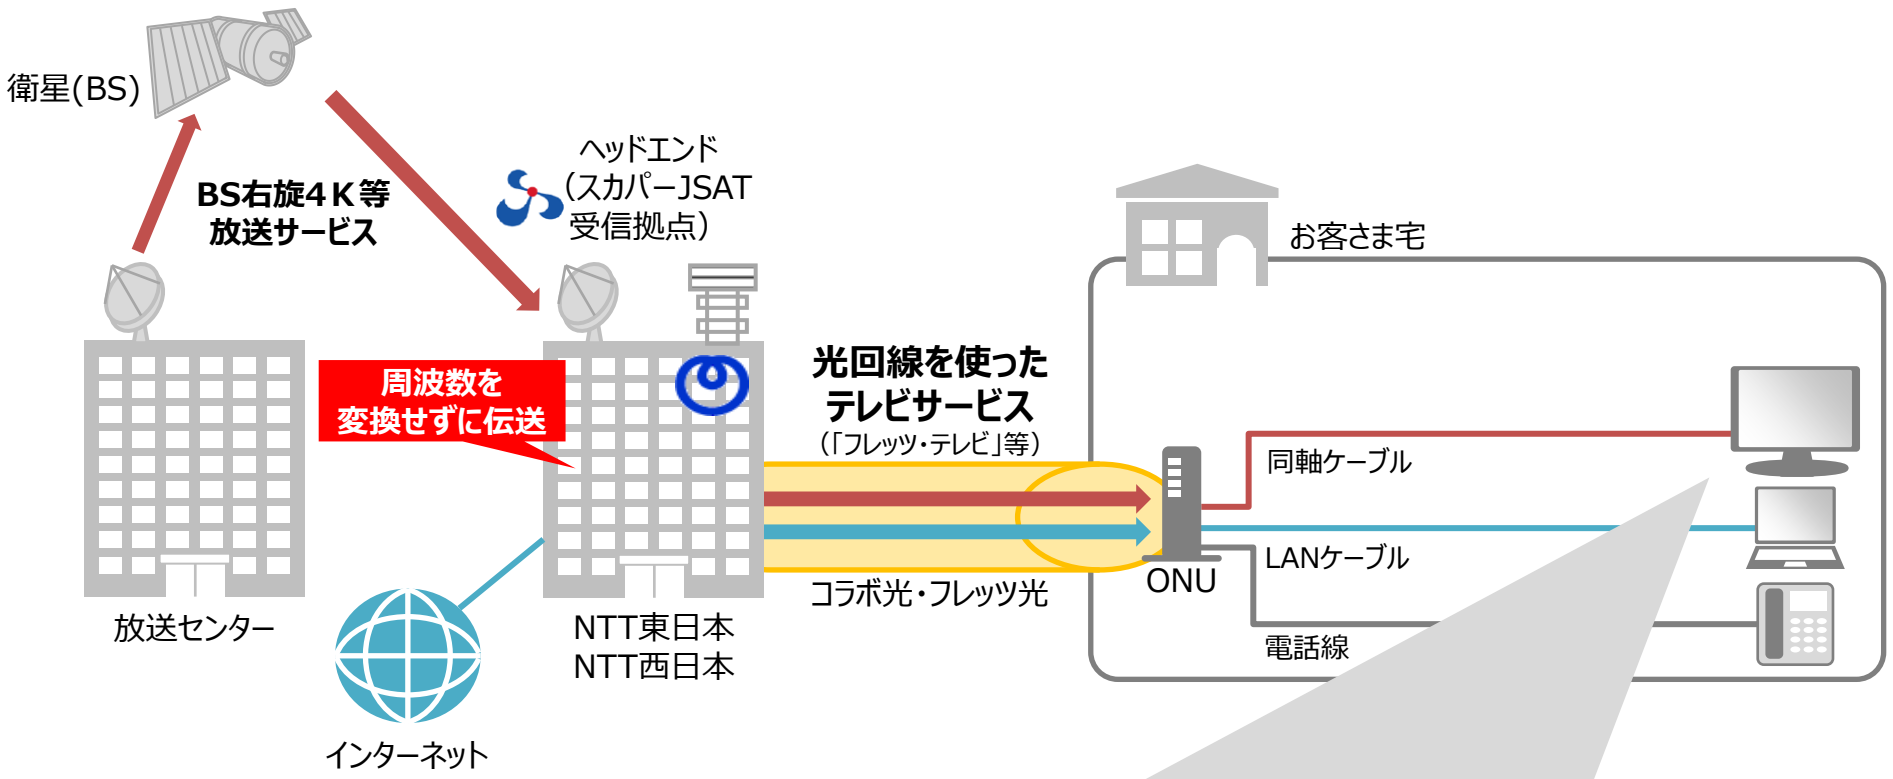 衛星(BS)
BS右旋4K等
放送サービス
ヘッドエンド
（スカパーJSAT
受信拠点）
お客さま宅
周波数を
変換せずに伝送
光回線を使った
テレビサービス
（「フレッツ・テレビ」等）
同軸ケーブル
LANケーブル
ONU
コラボ光・フレッツ光
電話線
放送センター
NTT東日本
NTT西日本
インターネット